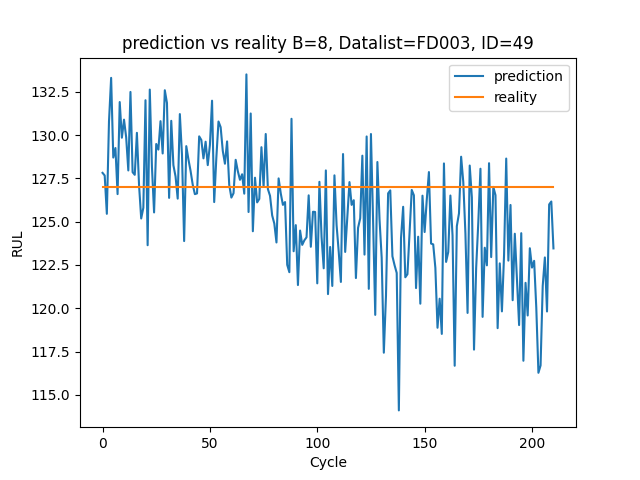 prediction vs reality B=8, Datalist=FD003, ID=49
prediction
reality
RUL
132.5
130.0
127.5
125.0
122.5
120.0
117.5
115.0
0
50
100
150
200
Cycle